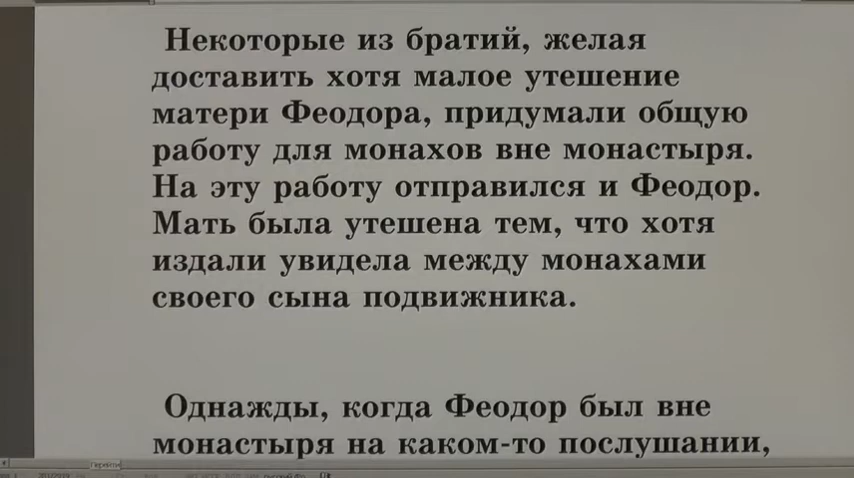 Некоторые из братий, желая
доставить хотя малое утешение
матери Феодора, придумали общую
работу для монахов вне монастыря.
На эту работу отправился и Феодор.
Мать была утешена тем, что хотя
издали увидела между монахами
своего сына подвижника.
Однажды, когда Феодор был вне
монастыря на каком-то послушании,